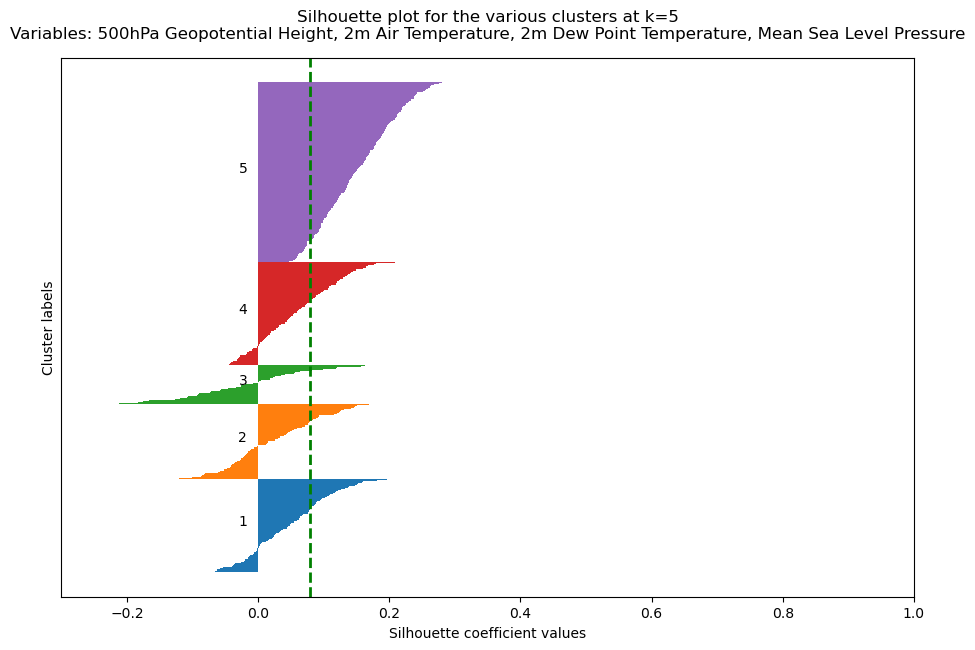 Silhouette plot for the various clusters at k=5
Variables: 500hPa Geopotential Height, 2m Air Temperature, 2m Dew Point Temperature, Mean Sea Level Pressure
5
4
3
2
1
Cluster labels
−0.2 0.0 0.2 0.4 0.6 0.8 1.0
Silhouette coefficient values